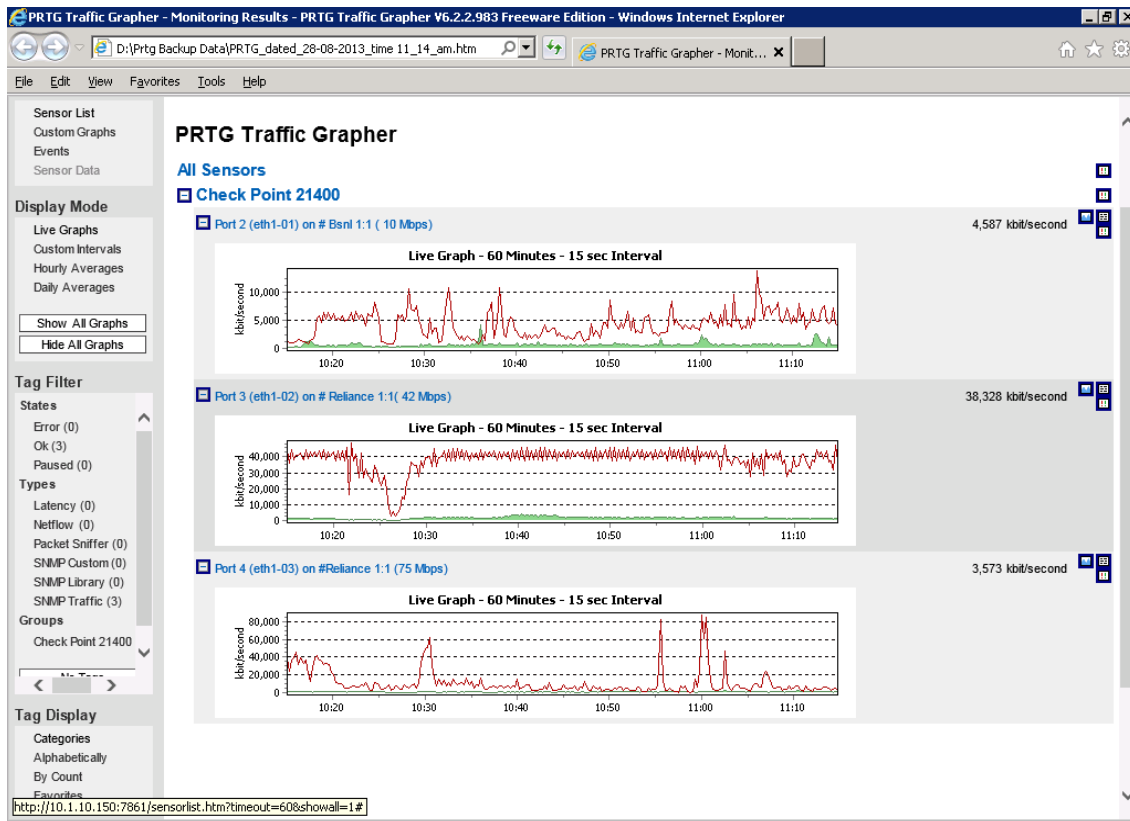 PRTG Traffic Grapher - Monitoring Results - PRTG Traffic Grapher V6.2.2.983 Freeware Edition - Windows Internet Explorer
D:\Prtg Backup Data\PRTG_dated_28-08-2013_time 11_14_am.htm
PRTG Traffic Grapher - Monit...
File Edit View Favorites Tools Help
Sensor List
Custom Graphs
Events
Sensor Data
Display Mode
Live Graphs
Custom Intervals
Hourly Averages
Daily Averages
Show All Graphs
Hide All Graphs
Tag Filter
States
Error (0)
Ok (3)
Paused (0)
Types
Latency (0)
Netflow (0)
Packet Sniffer (0)
SNMP Custom (0)
SNMP Library (0)
SNMP Traffic (3)
Groups
Check Point 21400
No Tags
Tag Display
Categories
Alphabetically
By Count
Favorites
http://10.1.10.150:7861/sensorlist.htm?timeout=60&showall=1#
PRTG Traffic Grapher
All Sensors
Check Point 21400
Port 2 (eth1-01) on # Bsnl 1:1 ( 10 Mbps)
4,587 kbit/second
Live Graph - 60 Minutes - 15 sec Interval
kbit/second
10,000
5,000
0
10:20 10:30 10:40 10:50 11:00 11:10
Port 3 (eth1-02) on # Reliance 1:1( 42 Mbps)
38,328 kbit/second
Live Graph - 60 Minutes - 15 sec Interval
kbit/second
40,000
30,000
20,000
10,000
0
10:20 10:30 10:40 10:50 11:00 11:10
Port 4 (eth1-03) on #Reliance 1:1 (75 Mbps)
3,573 kbit/second
Live Graph - 60 Minutes - 15 sec Interval
kbit/second
80,000
60,000
40,000
20,000
0
10:20 10:30 10:40 10:50 11:00 11:10